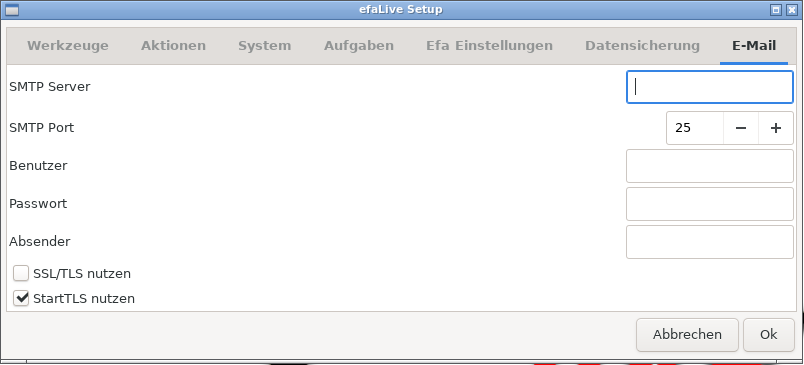 efaLive Setup
Werkzeuge Aktionen System Aufgaben Efa Einstellungen Datensicherung E-Mail
SMTP Server
SMTP Port 25
Benutzer
Passwort
Absender
SSL/TLS nutzen
StartTLS nutzen
Abbrechen Ok